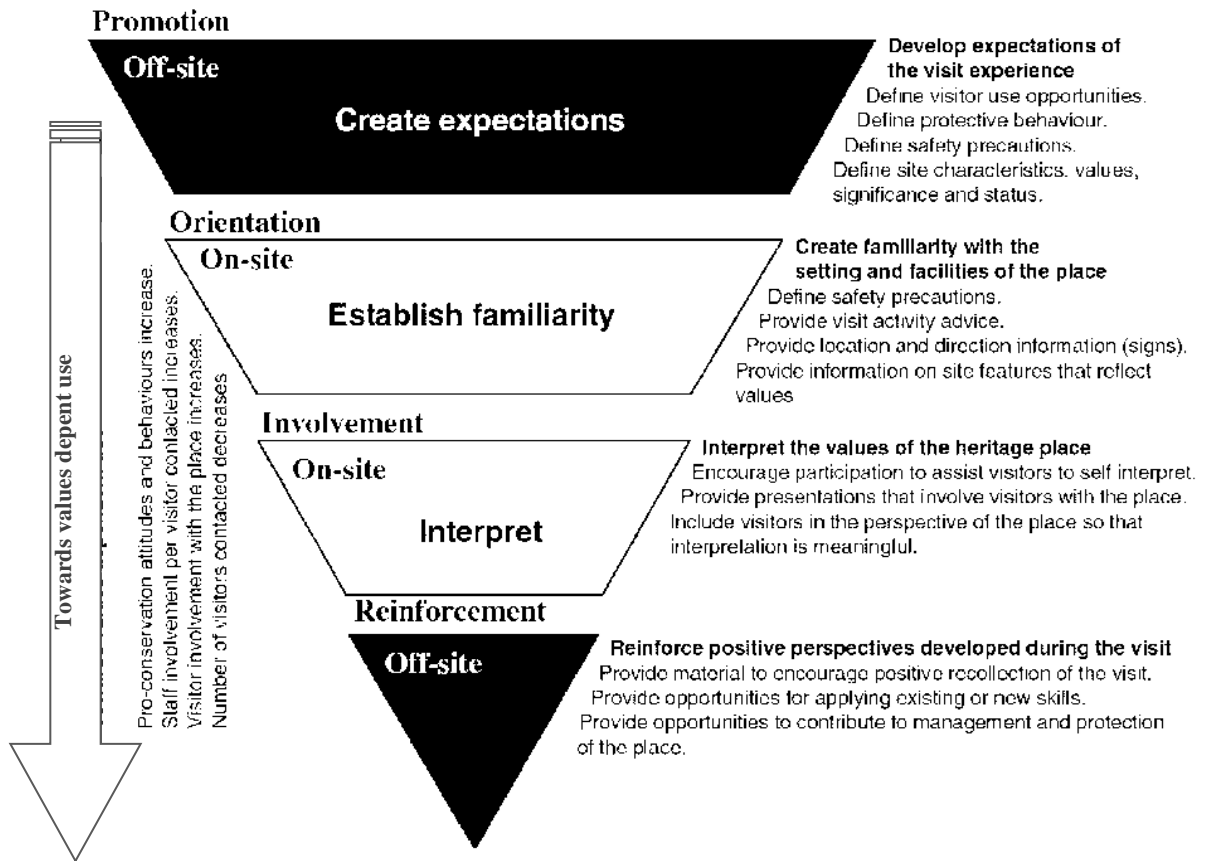 Promotion
Off-site
Create expectations
Develop expectations of
the visit experience
Define visitor use opportunities.
Define protective behaviour.
Define safety precautions.
Define site characteristics. values,
significance and status.
Orientation
On-site
Establish familiarity
Create familiarity with the
setting and facilities of the place
Define safety precautions.
Provide visit activity advice.
Provide location and direction information (signs).
Provide information on site features that reflect
values
Involvement
On-site
Interpret
Interpret the values of the heritage place
Encourage participation to assist visitors to self interpret.
Provide presentations that involve visitors with the place.
Include visitors in the perspective of the place so that
interpretation is meaningful.
Reinforcement
Off-site
Reinforce positive perspectives developed during the visit
Provide material to encourage positive recollection of the visit.
Provide opportunities for applying existing or new skills.
Provide opportunities to contribute to management and protection
of the place.
Towards values depent use
Pro-conservation attitudes and behaviours increase.
Staff involvement per visitor contacted increases.
Visitor involvement with the place increases.
Number of visitors contacted decreases